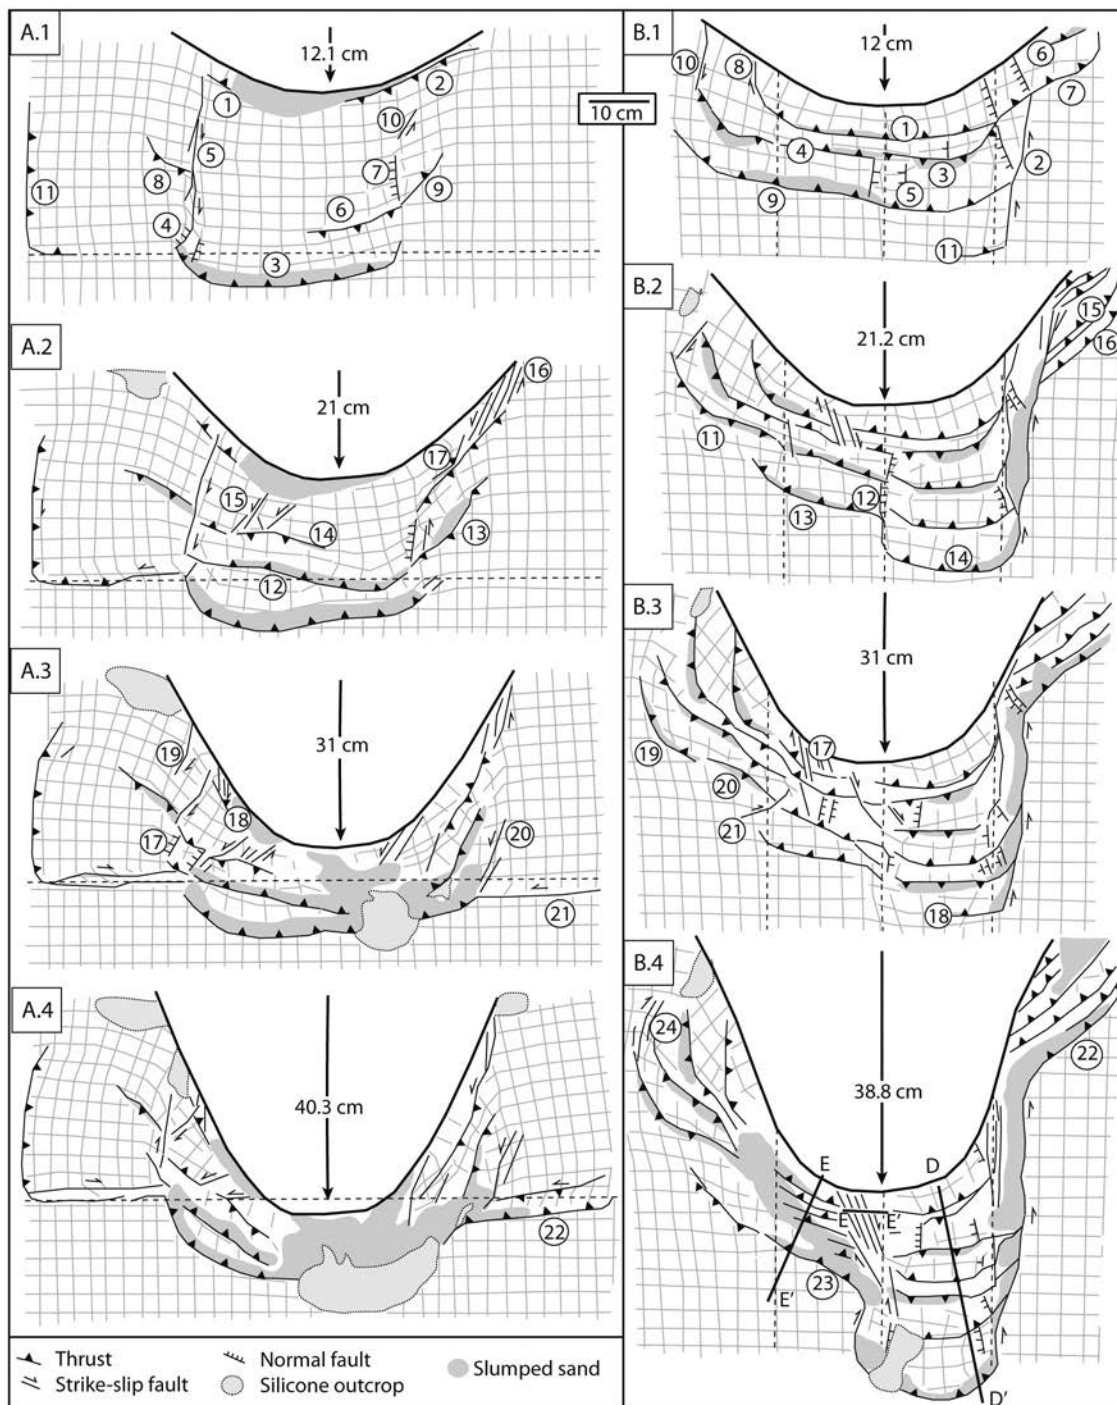 A.1
12.1 cm
1
2
10
5
7
8
9
11
6
4
3
A.2
16
21 cm
17
15
14
13
12
A.3
19
31 cm
18
20
17
21
A.4
40.3 cm
22
B.1
12 cm
6
10
8
7
10 cm
1
4
2
3
5
9
11
B.2
15
21.2 cm
16
11
12
13
14
B.3
31 cm
17
19
20
21
18
B.4
24
22
38.8 cm
E
D
E
E'
23
E'
D'
Thrust
Normal fault
Slumped sand
Strike-slip fault
Silicone outcrop